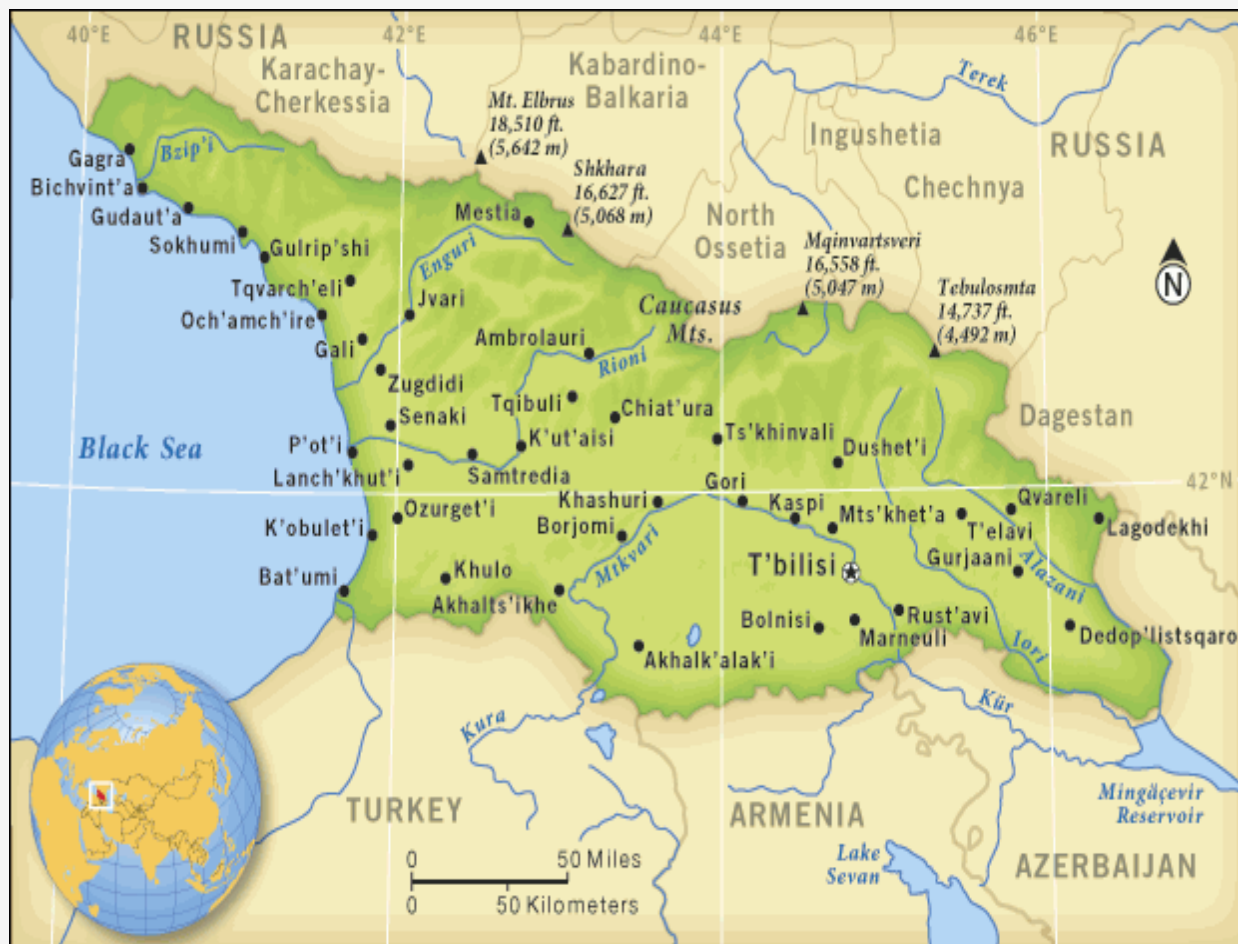 40°E
42°E
44°E
46°E
RUSSIA
Karachay-
Cherkessia
Kabardino-
Balkaria
Terek
Mt. Elbrus
18,510 ft.
(5,642 m)
Ingushetia
RUSSIA
Gagra
Bzip'i
Shkhara
16,627 ft.
(5,068 m)
Chechnya
Bichvint'a
Gudaut'a
Mestia
North
Ossetia
Sokhumi
Gulrip'shi
Enguri
Mqinvartsveri
16,558 ft.
(5,047 m)
N
Tqvarch'eli
Jvari
Caucasus
Mts.
Tebulosmta
14,737 ft.
(4,492 m)
Och'amch'ire
Gali
Ambrolauri
Rioni
Zugdidi
Tqibuli
Chiat'ura
Dagestan
Senaki
Black Sea
P'ot'i
K'ut'aisi
Ts'khinvali
Dushet'i
Lanch'khut'i
Samtredia
Gori
42°N
Khashuri
Kaspi
Qvareli
Ozurget'i
Mts'khet'a
K'obulet'i
Borjomi
T'elavi
Lagodekhi
Mtkvari
Gurjaani
Bat'umi
Khulo
T'bilisi
Alazani
Akhalts'ikhe
Bolnisi
Rust'avi
Marneuli
Dedop'listsqaro
Akhalk'alak'i
Iori
Kura
Kür
TURKEY
ARMENIA
Mingäçevir
Reservoir
0 50 Miles
Lake
Sevan
AZERBAIJAN
0 50 Kilometers